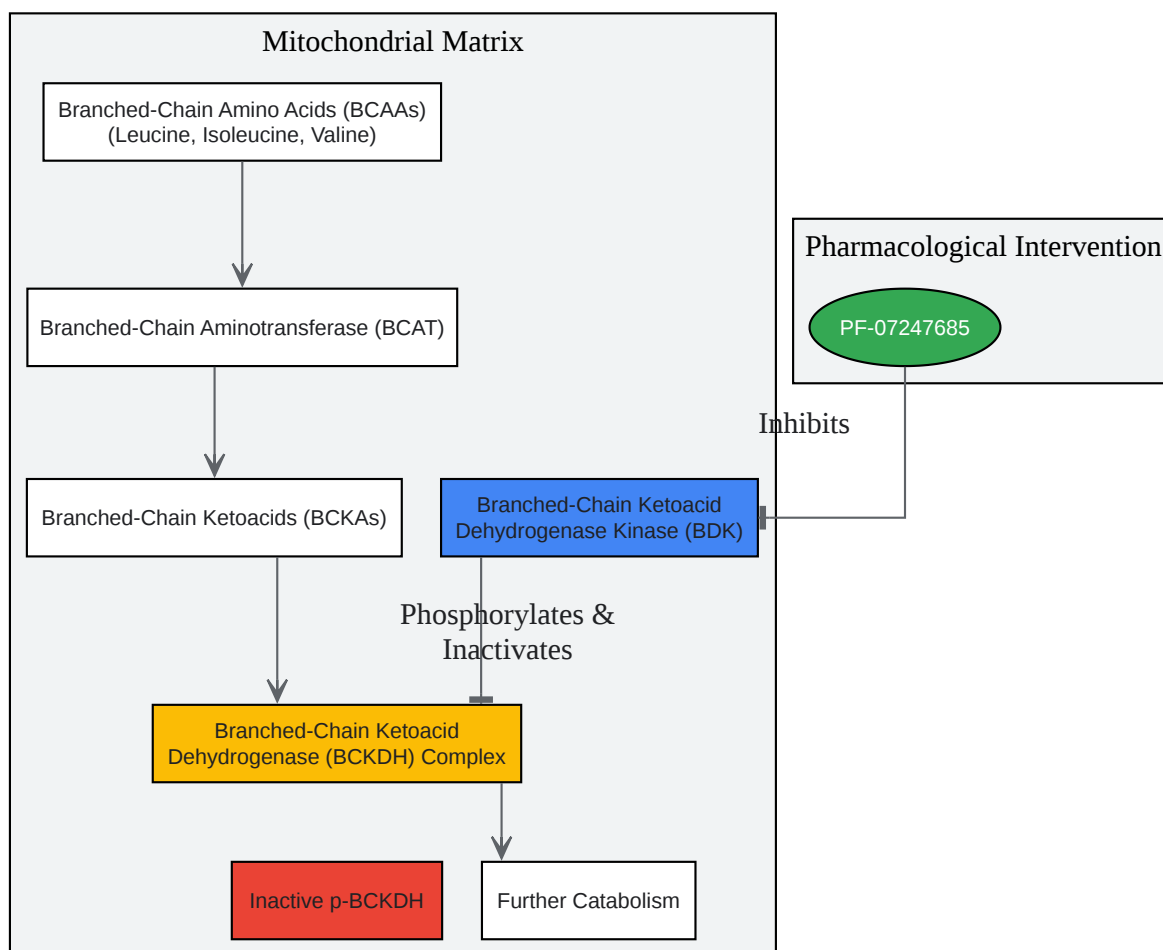 Mitochondrial Matrix
Branched-Chain Amino Acids (BCAAs)
(Leucine, Isoleucine, Valine)
Pharmacological Intervention
PF-07247685
Branched-Chain Aminotransferase (BCAT)
Inhibits
Branched-Chain Ketoacids (BCKAs)
Branched-Chain Ketoacid
Dehydrogenase Kinase (BDK)
Phosphorylates &
Inactivates
Branched-Chain Ketoacid
Dehydrogenase (BCKDH) Complex
Inactive p-BCKDH
Further Catabolism